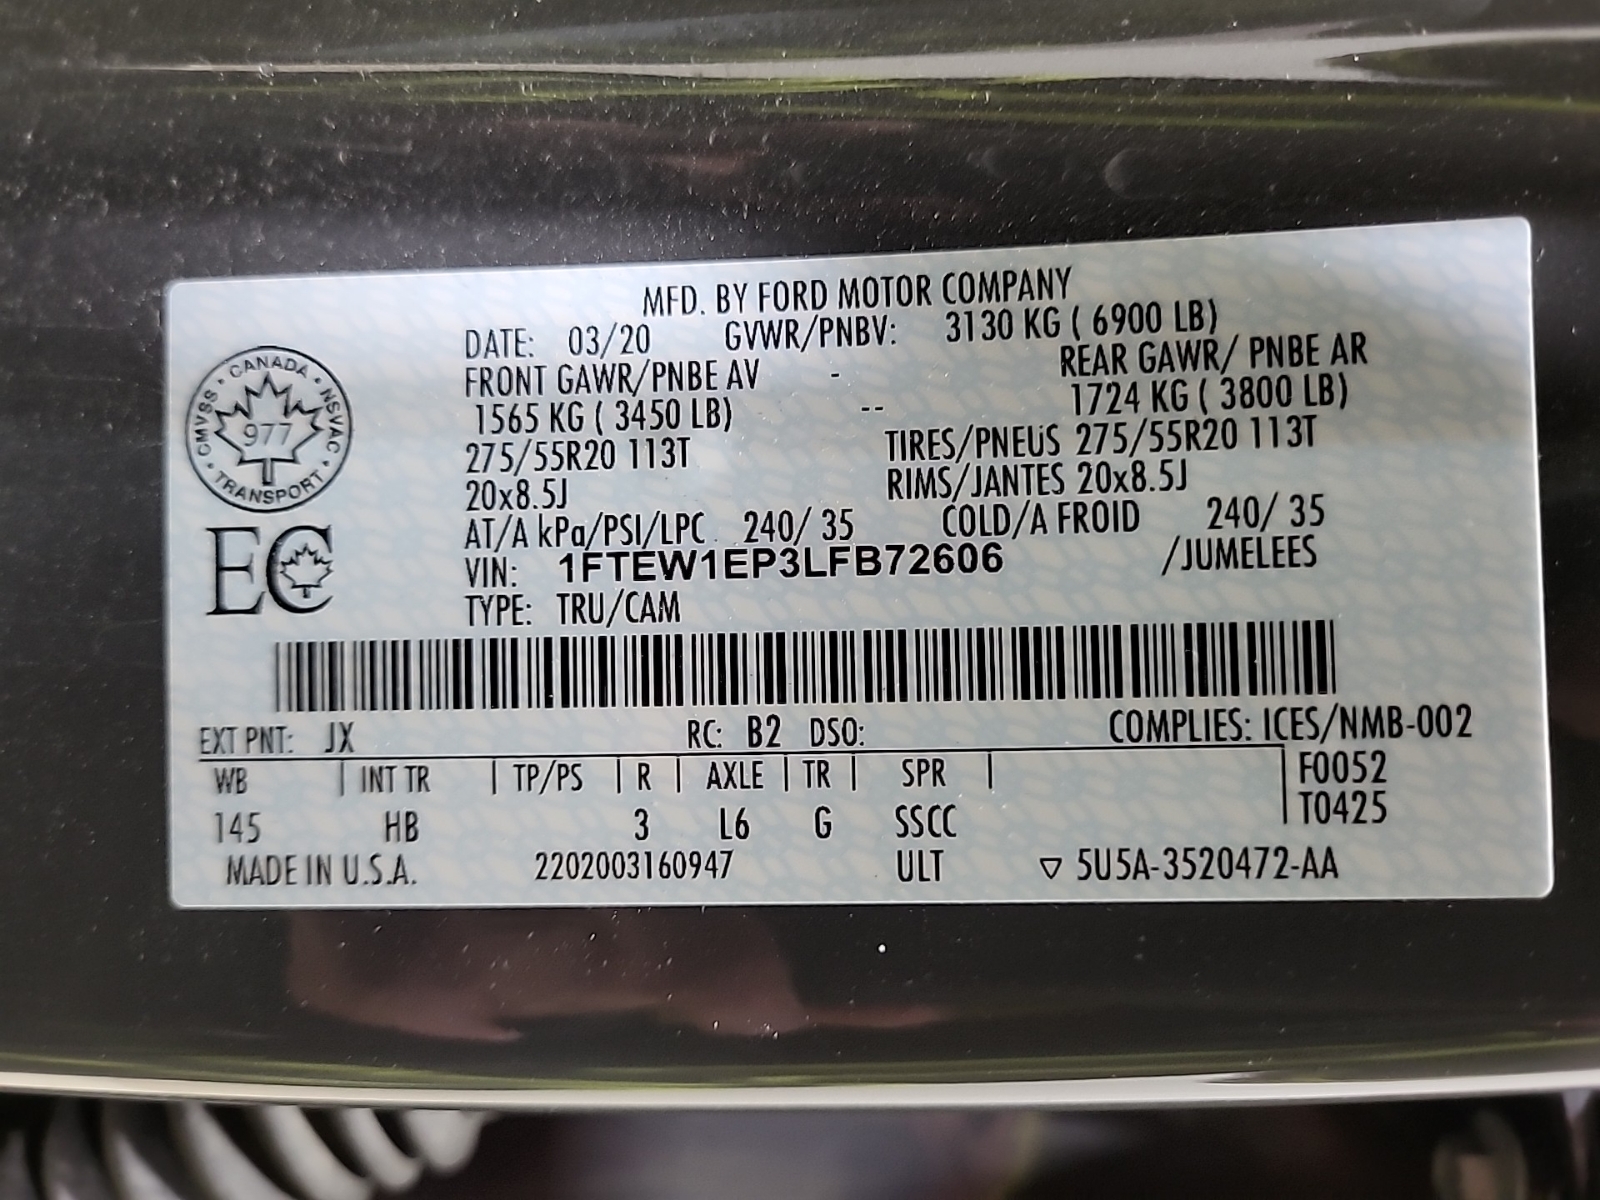 MFD. BY FORD MOTOR COMPANY
DATE: 03/20 GVWR/PNBV: 3130 KG ( 6900 LB)
FRONT GAWR/PNBE AV - REAR GAWR/ PNBE AR
1565 KG ( 3450 LB) -- 1724 KG ( 3800 LB)
275/55R20 113T TIRES/PNEUS 275/55R20 113T
20x8.5J RIMS/JANTES 20x8.5J
AT/A kPa/PSI/LPC 240/ 35 COLD/A FROID 240/ 35
VIN: 1FTEW1EP3LFB72606 /JUMELEES
TYPE: TRU/CAM
CANADA
CMVSS
NSVAC
977
TRANSPORT
EC
EXT PNT: JX RC: B2 DSO: COMPLIES: ICES/NMB-002
WB | INT TR | TP/PS | R | AXLE | TR | SPR | F0052
145 HB 3 L6 G SSCC T0425
MADE IN U.S.A. 2202003160947 ULT ▽ 5U5A-3520472-AA